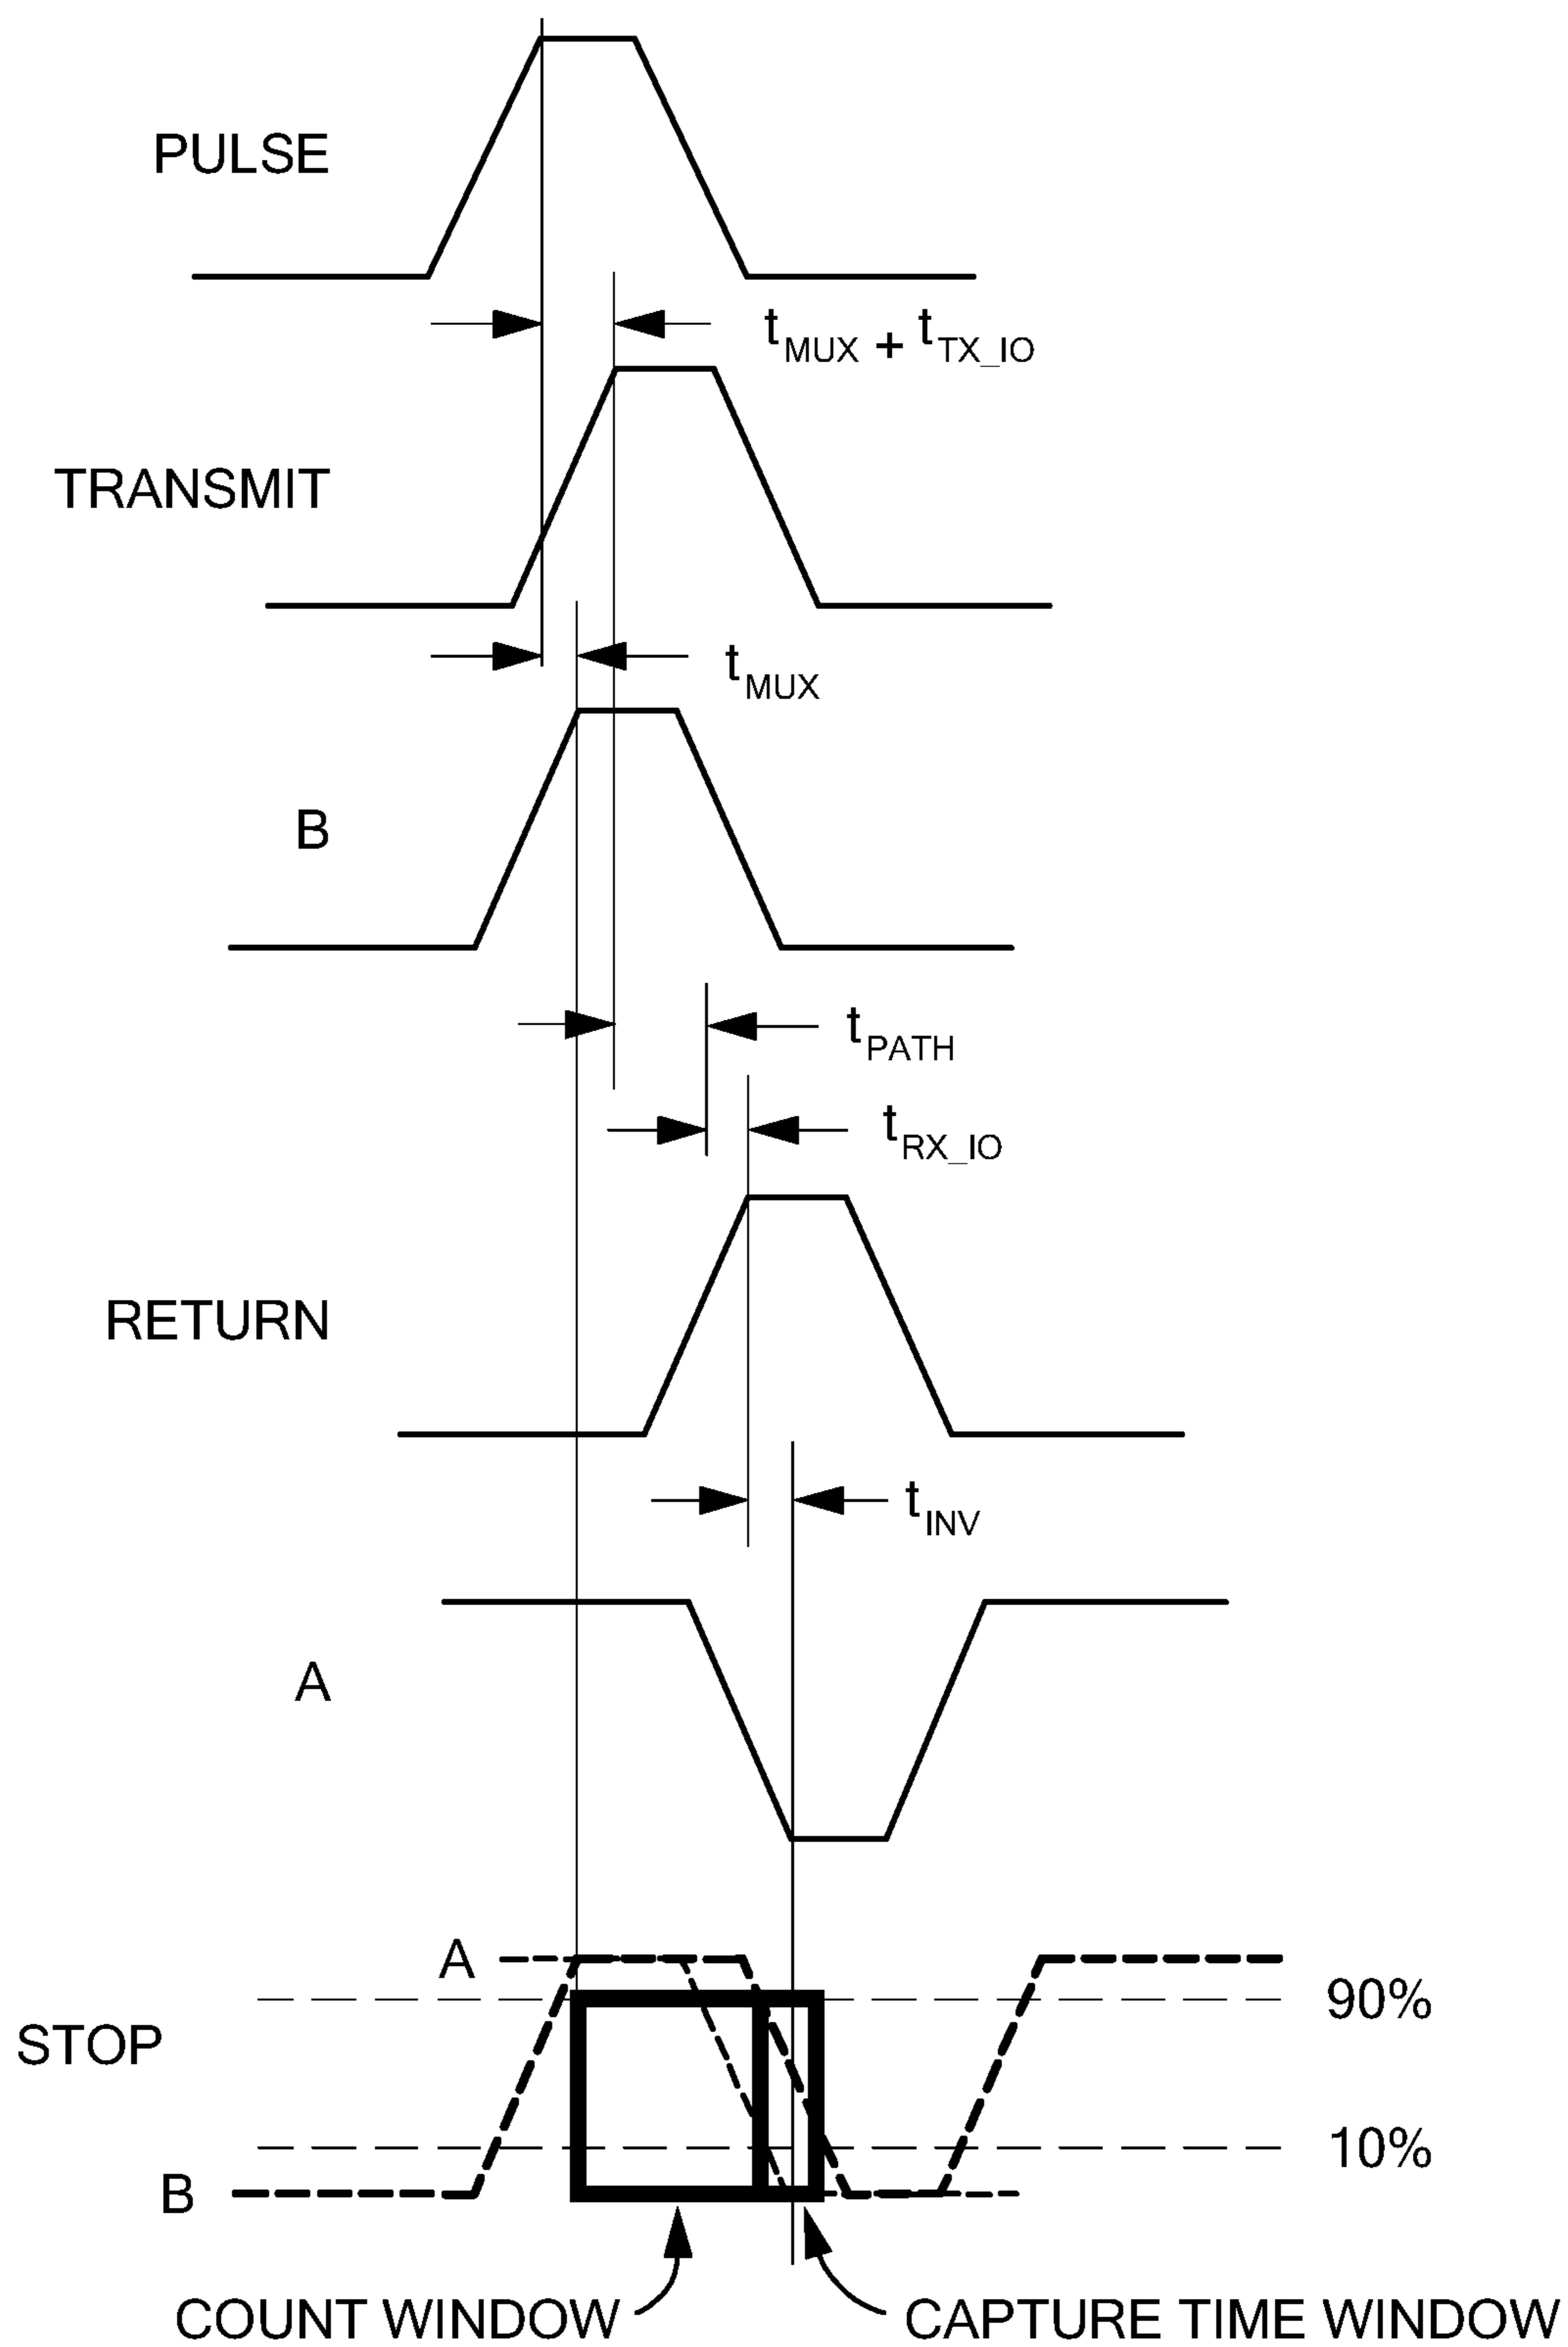 PULSE
tMUX + tTX_IO
TRANSMIT
tMUX
B
tPATH
tRX_IO
RETURN
tINV
A
A
90%
STOP
10%
B
COUNT WINDOW
CAPTURE TIME WINDOW